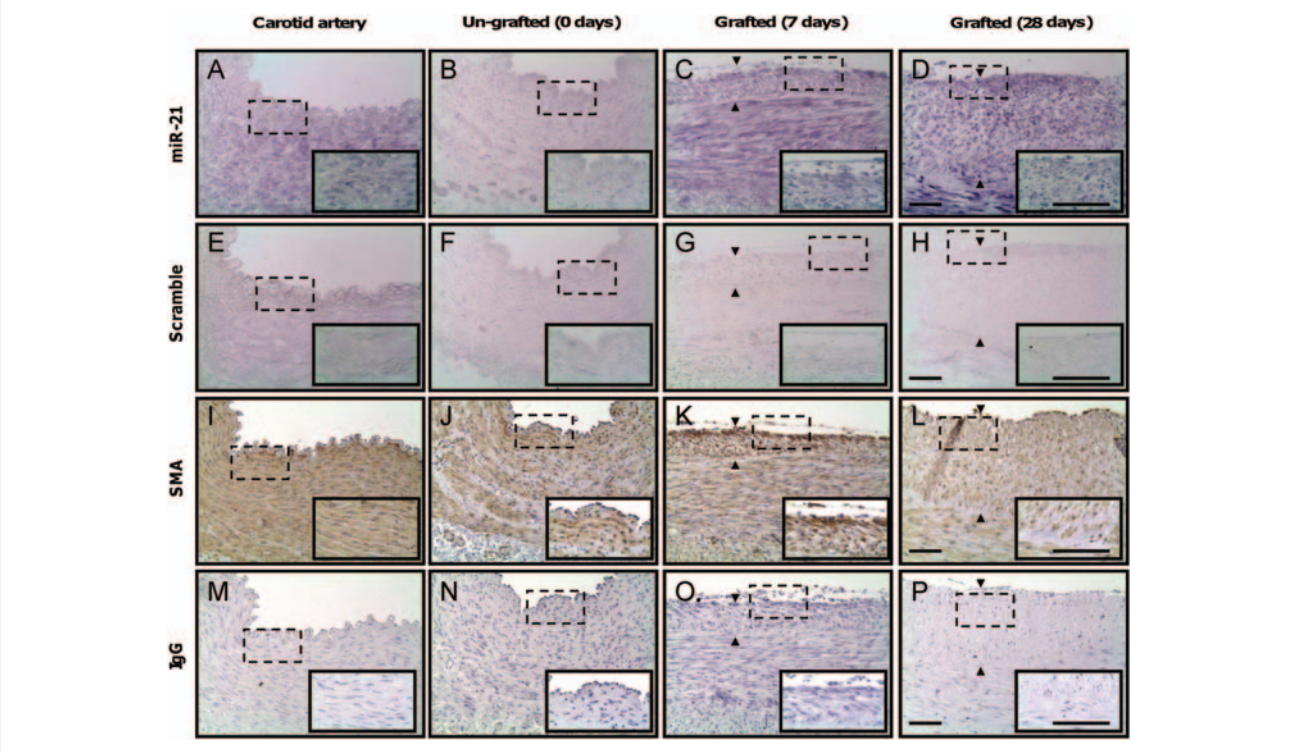 Carotid artery Un-grafted (0 days) Grafted (7 days) Grafted (28 days)
miR-21
A B C D
Scramble
E F G H
SMA
I J K L
IgG
M N O P